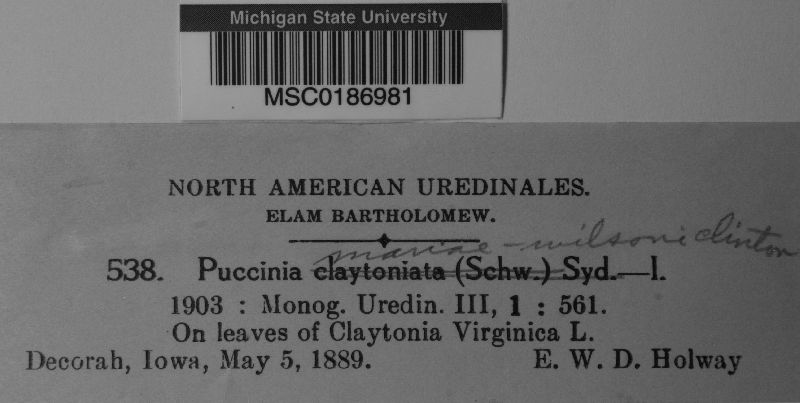 Michigan State University
MSC0186981
NORTH AMERICAN UREDINALES.
ELAM BARTHOLOMEW.
mariae-wilsoni clinton
538. Puccinia claytoniata (Schw.) Syd.—I.
1903 : Monog. Uredin. III, 1 : 561.
On leaves of Claytonia Virginica L.
Decorah, Iowa, May 5, 1889. E. W. D. Holway